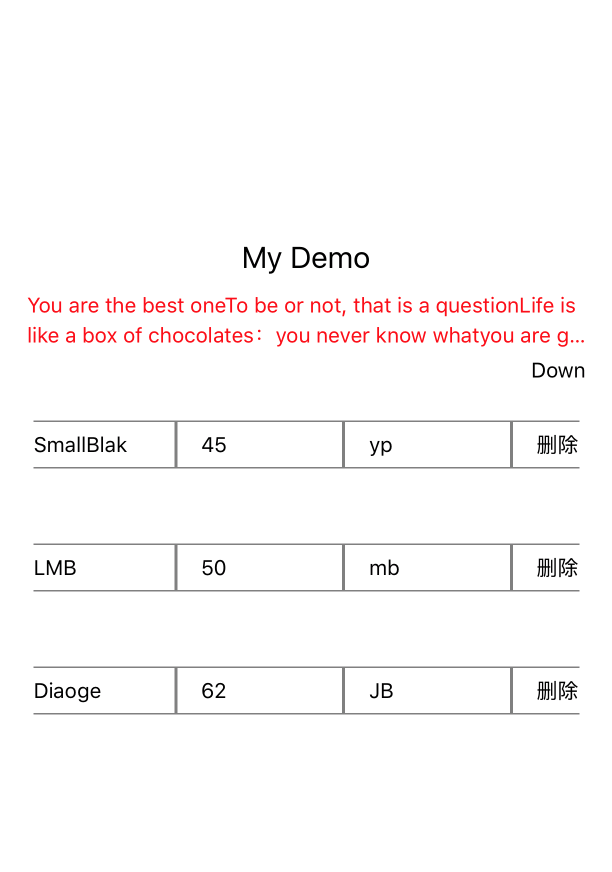 My Demo
You are the best oneTo be or not, that is a questionLife is
like a box of chocolates：you never know whatyou are g...
Down
SmallBlak 45 yp 删除
LMB 50 mb 删除
Diaoge 62 JB 删除